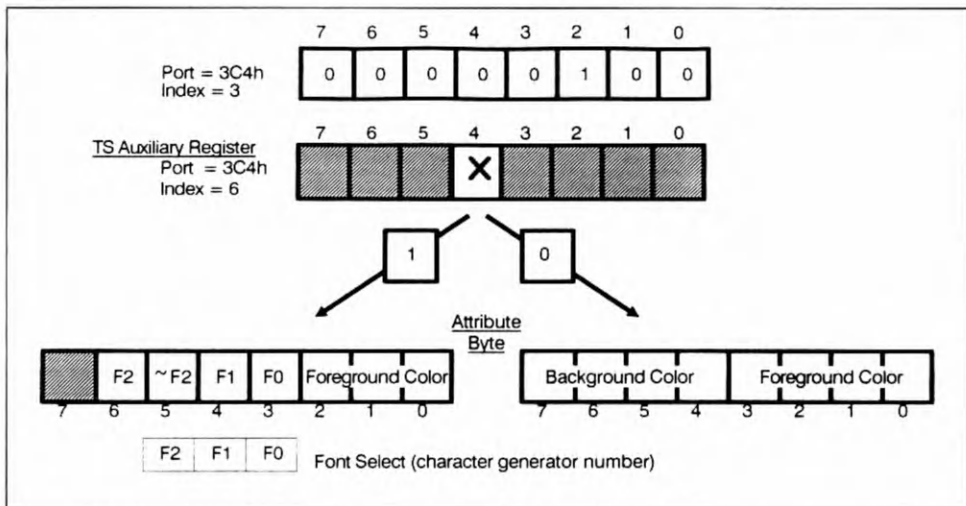 7 6 5 4 3 2 1 0
Port = 3C4h
Index = 3
0 0 0 0 0 1 0 0
7 6 5 4 3 2 1 0
TS Auxiliary Register
Port = 3C4h
Index = 6
X
1 0
Attribute
Byte
F2 ~F2 F1 F0 Foreground Color
7 6 5 4 3 2 1 0
Background Color Foreground Color
7 6 5 4 3 2 1 0
F2 F1 F0 Font Select (character generator number)